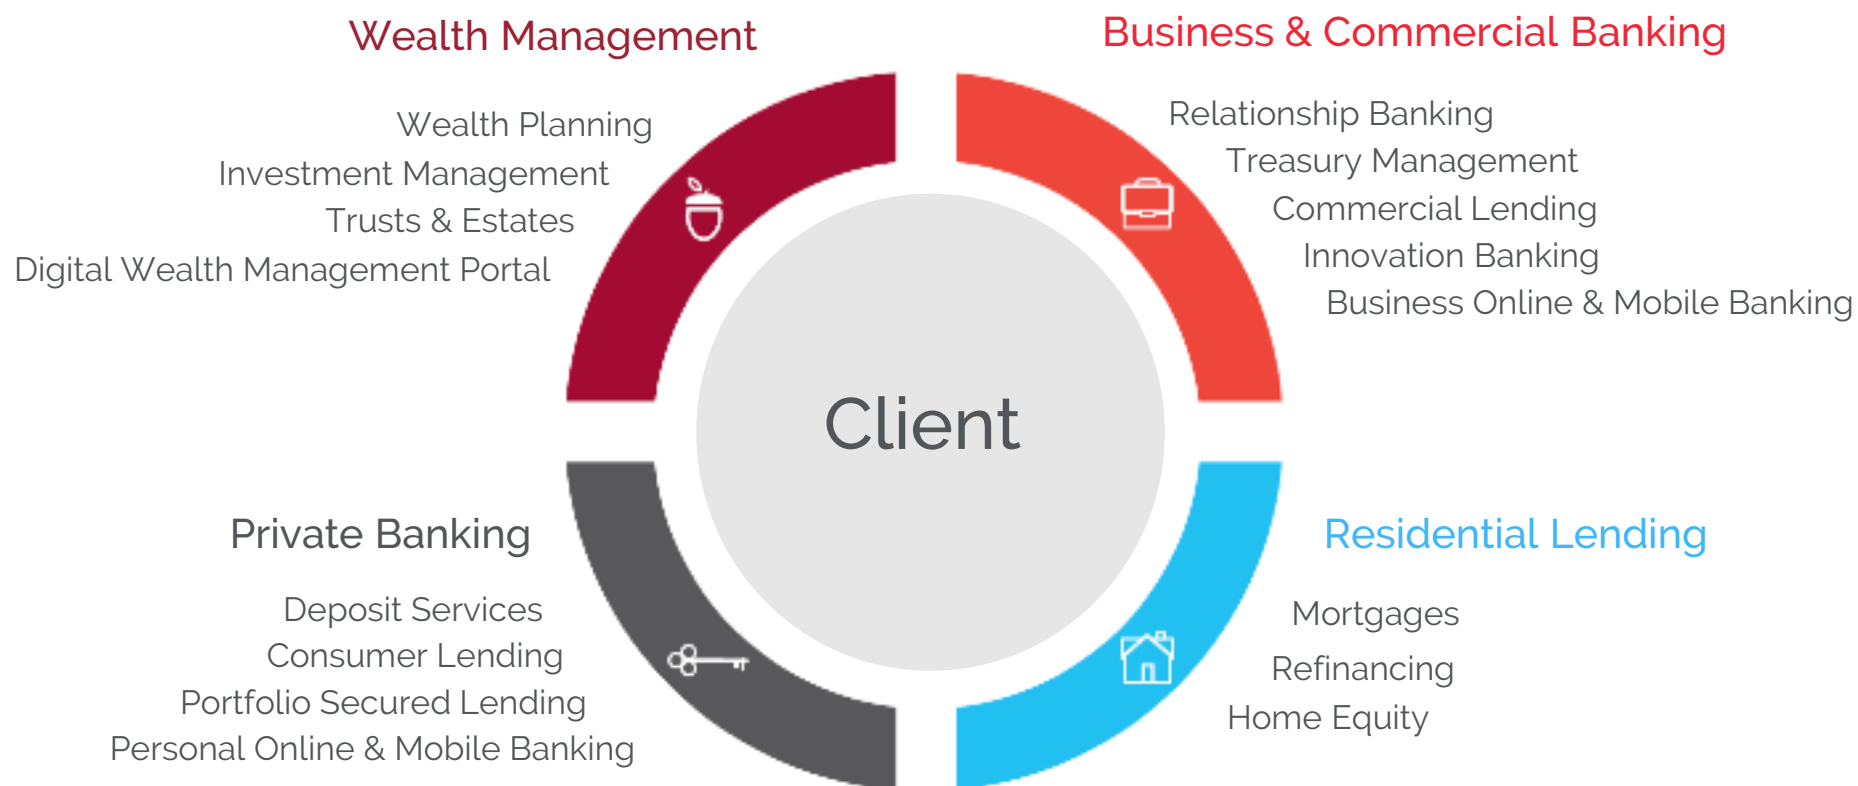 Wealth Management
Wealth Planning
Investment Management
Trusts & Estates
Digital Wealth Management Portal
Business & Commercial Banking
Relationship Banking
Treasury Management
Commercial Lending
Innovation Banking
Business Online & Mobile Banking
Client
Private Banking
Deposit Services
Consumer Lending
Portfolio Secured Lending
Personal Online & Mobile Banking
Residential Lending
Mortgages
Refinancing
Home Equity